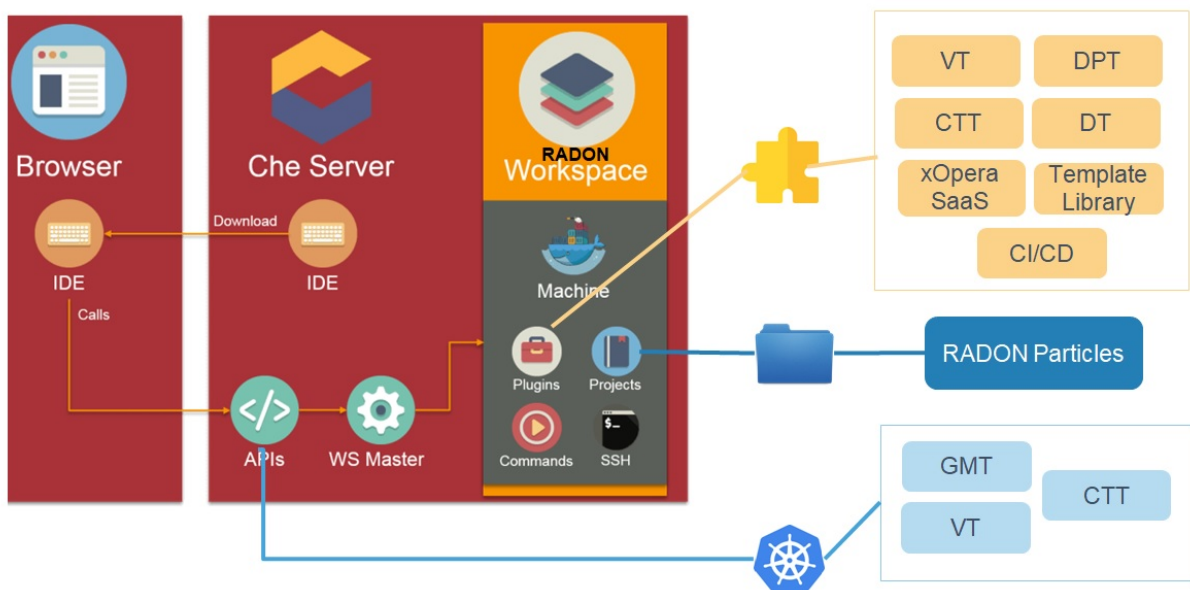 Browser
IDE
Calls
Download
Che Server
IDE
APIs
WS Master
RADON
Workspace
Machine
Plugins
Projects
Commands
$_
SSH
VT
DPT
CTT
DT
xOpera
SaaS
Template
Library
CI/CD
RADON Particles
GMT
CTT
VT